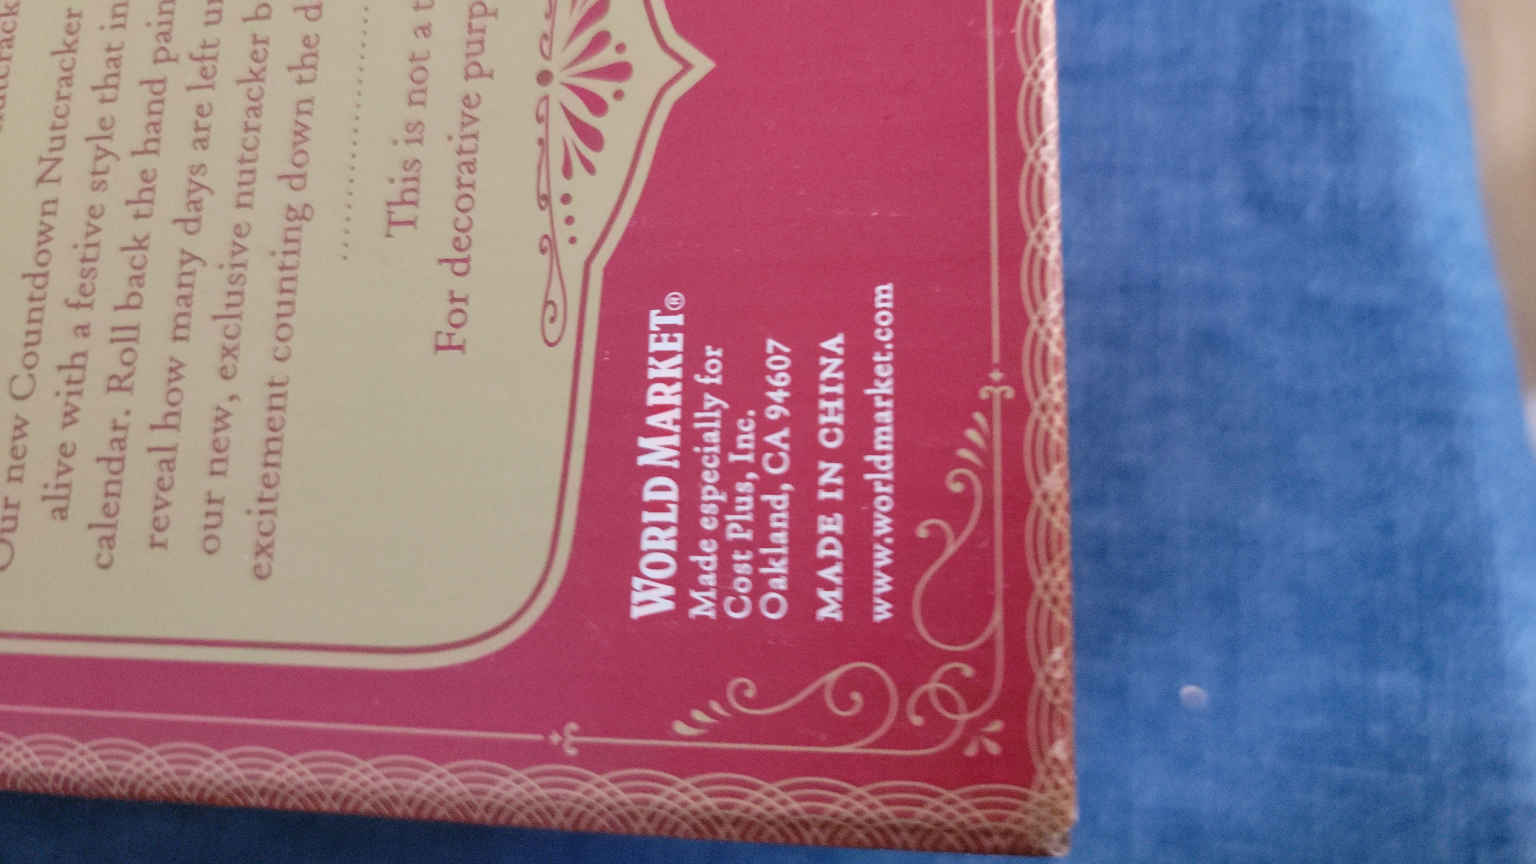 Our new Countdown Nutcracker
alive with a festive style that in
calendar. Roll back the hand pain
reveal how many days are left
our new, exclusive nutcracker b
excitement counting down the d
This is not a t
For decorative purp
WORLD MARKET®
Made especially for
Cost Plus, Inc.
Oakland, CA 94607
MADE IN CHINA
www.worldmarket.com